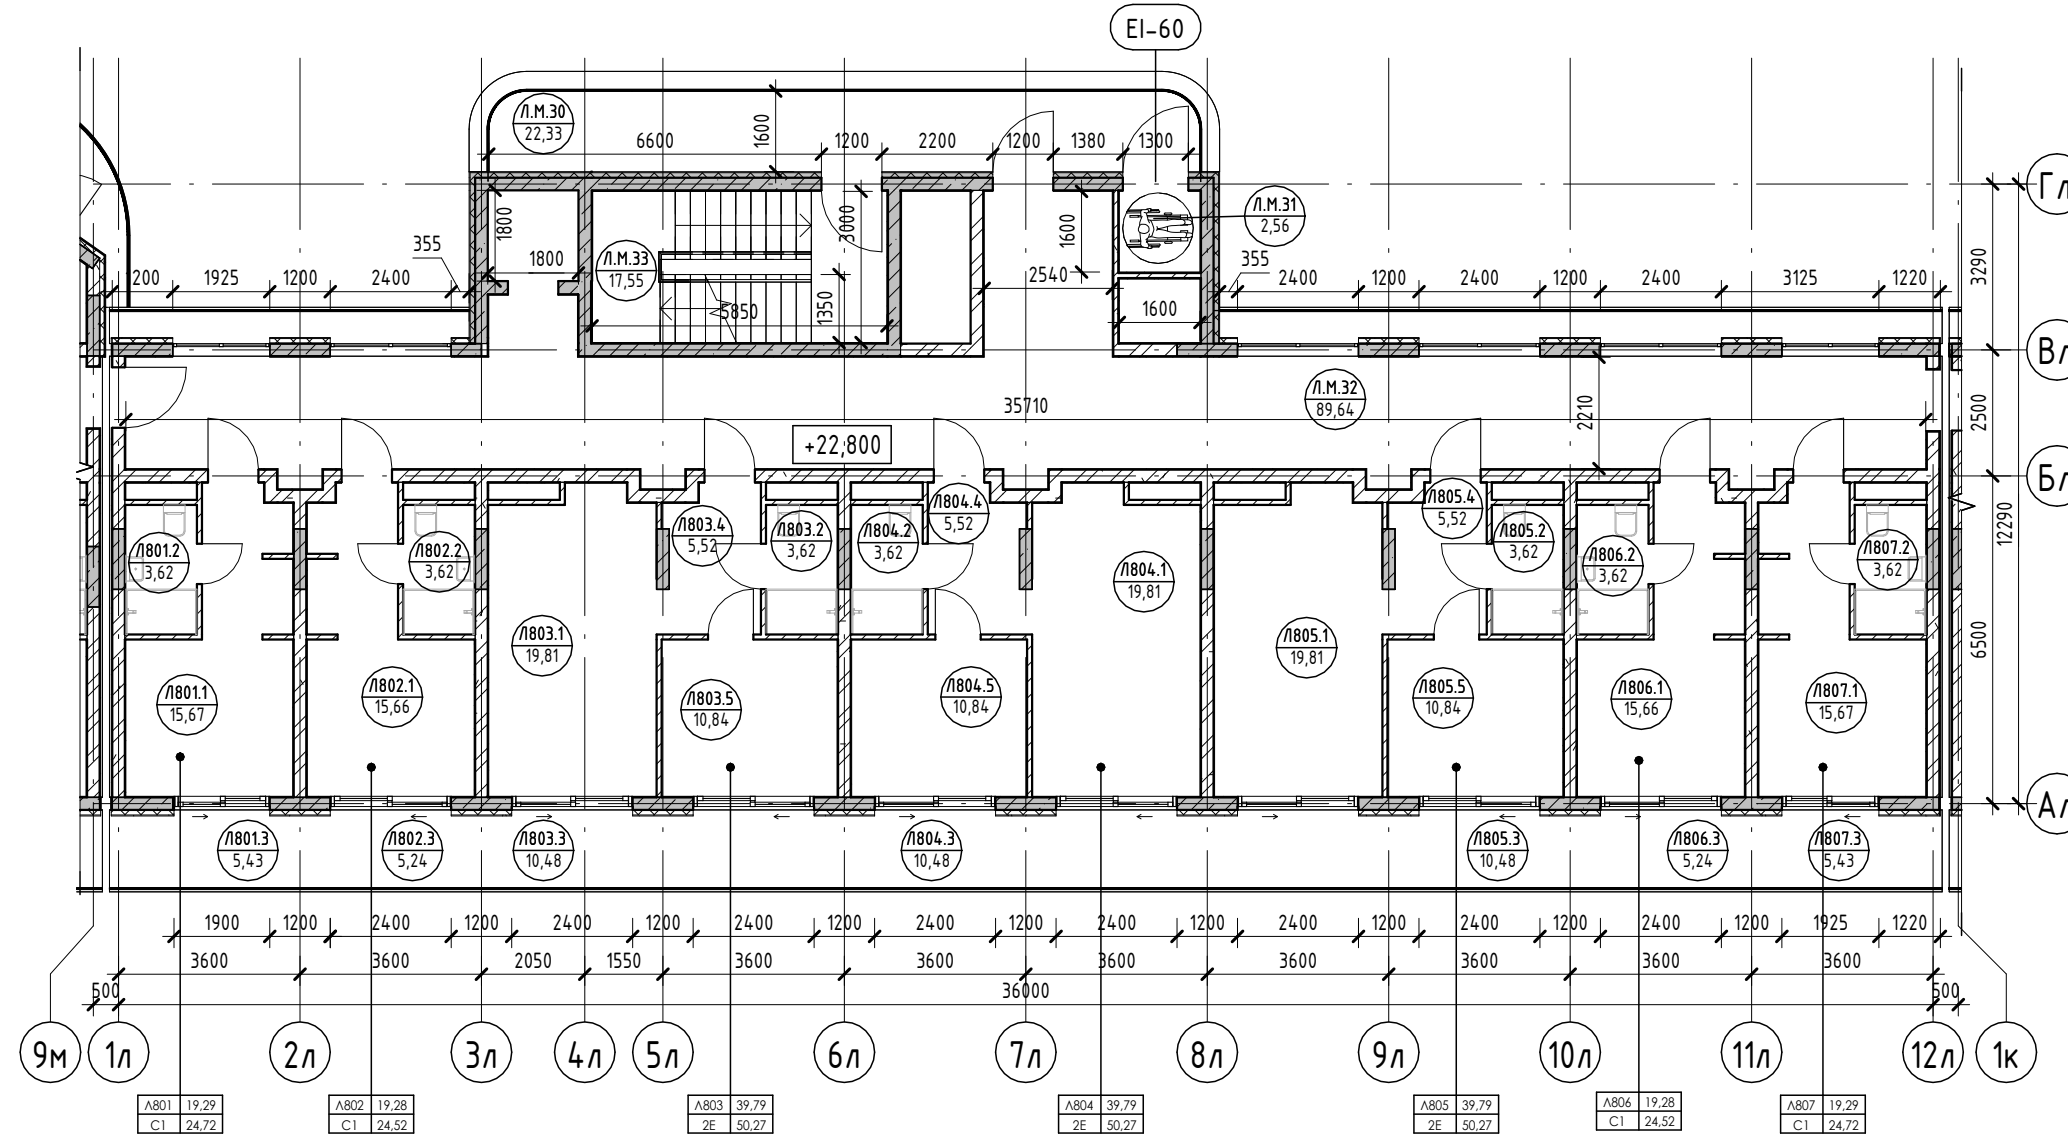 EI-60
Л.М.30
22,33
1600
6600
1200
2200
1200
1380
1300
Гл
1800
3000
1600
Л.М.31
2,56
355
1800
Л.М.33
17,55
355
3290
200
1925
1200
2400
2540
2400
1200
2400
1200
2400
3125
1220
5850
1350
1600
Вл
Л.М.32
89,64
35710
2210
2500
+22,800
Бл
Л801.2
3,62
Л802.2
3,62
Л803.4
5,52
Л803.2
3,62
Л804.2
3,62
Л804.4
5,52
Л804.1
19,81
Л805.4
5,52
Л805.2
3,62
Л806.2
3,62
Л807.2
3,62
12290
Л803.1
19,81
Л805.1
19,81
6500
Л801.1
15,67
Л802.1
15,66
Л803.5
10,84
Л804.5
10,84
Л805.5
10,84
Л806.1
15,66
Л807.1
15,67
Ал
Л801.3
5,43
Л802.3
5,24
Л803.3
10,48
Л804.3
10,48
Л805.3
10,48
Л806.3
5,24
Л807.3
5,43
1900
1200
2400
1200
2400
1200
2400
1200
2400
1200
2400
1200
2400
1200
2400
1200
2400
1200
1925
1220
3600
3600
2050
1550
3600
3600
3600
3600
3600
3600
3600
500
36000
500
9м
1л
2л
3л
4л
5л
6л
7л
8л
9л
10л
11л
12л
1к
Л801 19,29
С1 24,72
Л802 19,28
С1 24,52
Л803 39,79
2Е 50,27
Л804 39,79
2Е 50,27
Л805 39,79
2Е 50,27
Л806 19,28
С1 24,52
Л807 19,29
С1 24,72